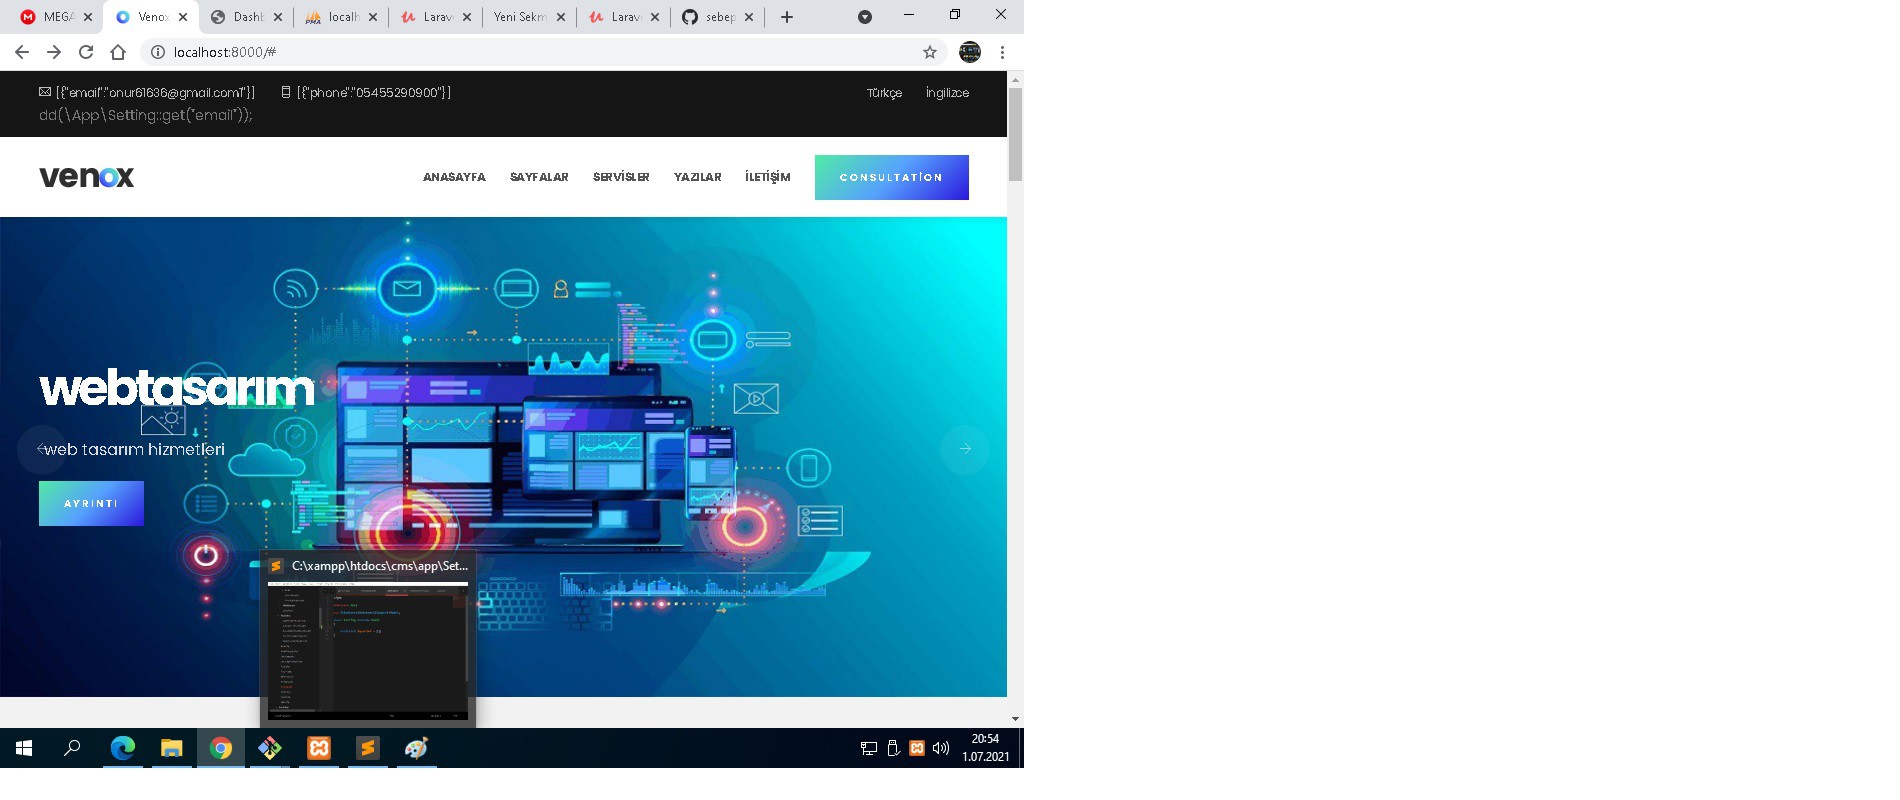 MEGA
Venox
Dashb
localh
Larave
Yeni Sekm
Larave
sebep
localhost:8000/#
[{"email":"onur61636@gmail.com"}]
[{"phone":"05455290900"}]
Türkçe
İngilizce
dd(\App\Setting::get("email"));
venox
ANASAYFA
SAYFALAR
SERVİSLER
YAZILAR
İLETİŞİM
CONSULTATİON
webtasarım
web tasarım hizmetleri
AYRINTI
C:\xampp\htdocs\cms\app\Set...
20:54
1.07.2021